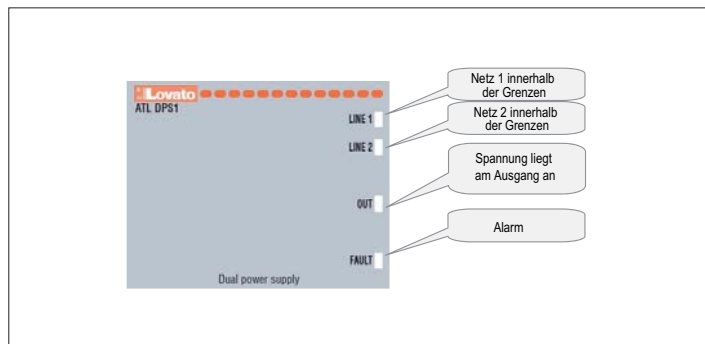 Lovato
ATL DPS1
LINE 1
LINE 2
OUT
FAULT
Dual power supply
Netz 1 innerhalb
der Grenzen
Netz 2 innerhalb
der Grenzen
Spannung liegt
am Ausgang an
Alarm